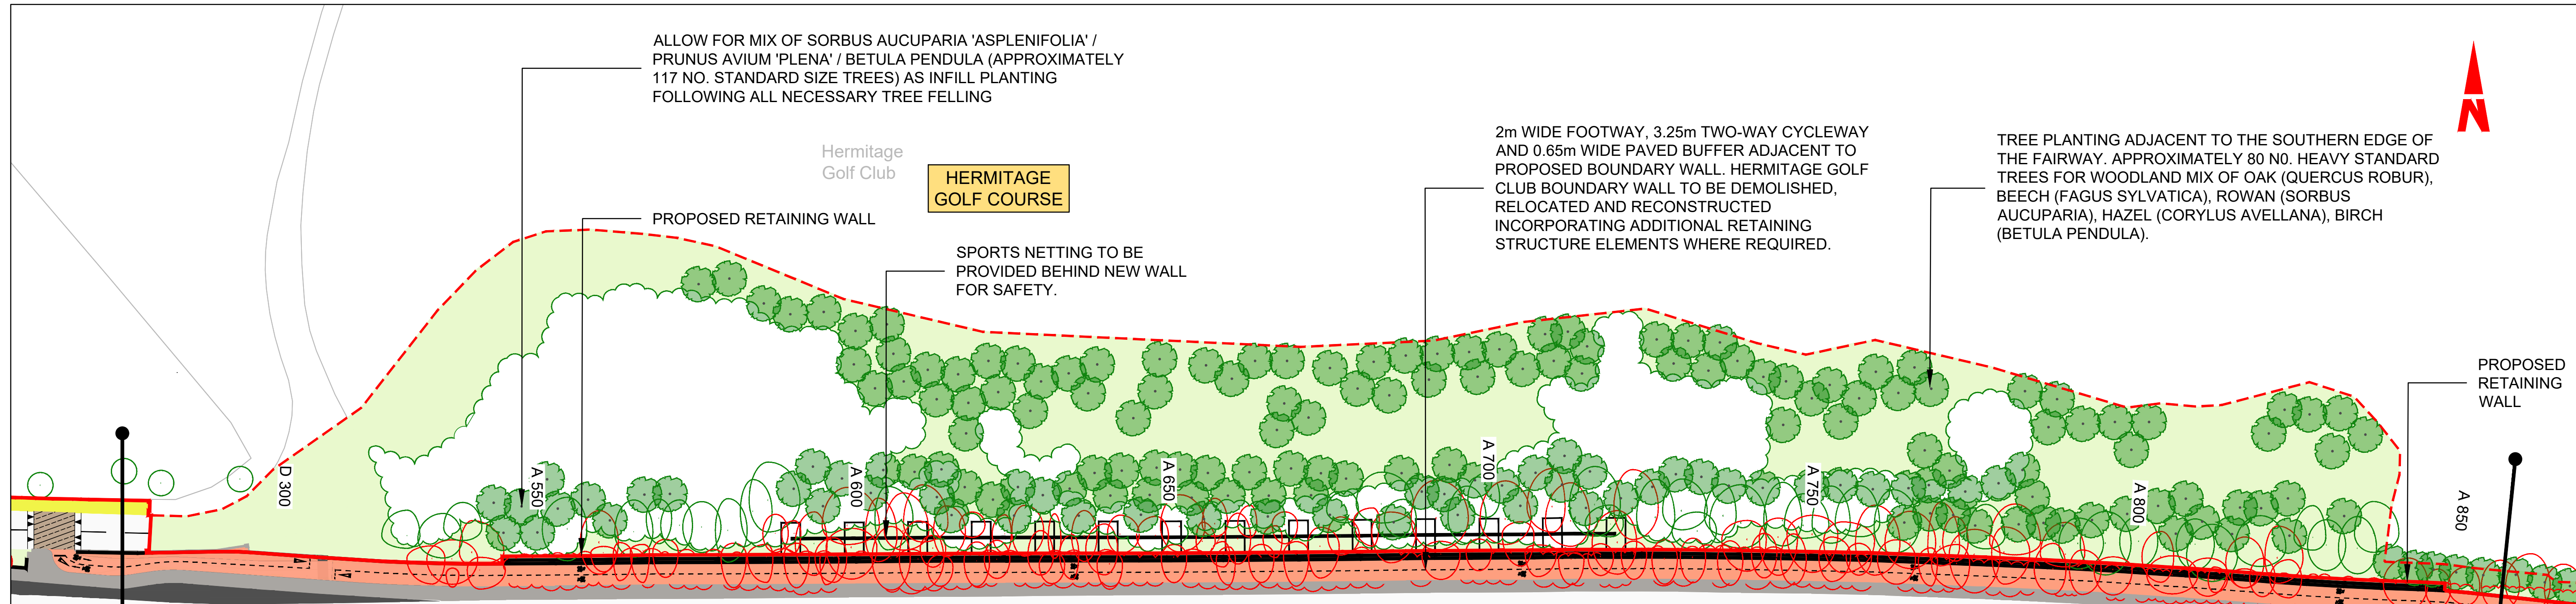 ALLOW FOR MIX OF SORBUS AUCUPARIA 'ASPLENIFOLIA' /
PRUNUS AVIUM 'PLENA' / BETULA PENDULA (APPROXIMATELY
117 NO. STANDARD SIZE TREES) AS INFILL PLANTING
FOLLOWING ALL NECESSARY TREE FELLING
Hermitage
Golf Club
HERMITAGE
GOLF COURSE
PROPOSED RETAINING WALL
SPORTS NETTING TO BE
PROVIDED BEHIND NEW WALL
FOR SAFETY.
2m WIDE FOOTWAY, 3.25m TWO-WAY CYCLEWAY
AND 0.65m WIDE PAVED BUFFER ADJACENT TO
PROPOSED BOUNDARY WALL. HERMITAGE GOLF
CLUB BOUNDARY WALL TO BE DEMOLISHED,
RELOCATED AND RECONSTRUCTED
INCORPORATING ADDITIONAL RETAINING
STRUCTURE ELEMENTS WHERE REQUIRED.
TREE PLANTING ADJACENT TO THE SOUTHERN EDGE OF
THE FAIRWAY. APPROXIMATELY 80 N0. HEAVY STANDARD
TREES FOR WOODLAND MIX OF OAK (QUERCUS ROBUR),
BEECH (FAGUS SYLVATICA), ROWAN (SORBUS
AUCUPARIA), HAZEL (CORYLUS AVELLANA), BIRCH
(BETULA PENDULA).
N
PROPOSED
RETAINING
WALL
D 300
A 550
A 600
A 650
A 700
A 750
A 800
A 850